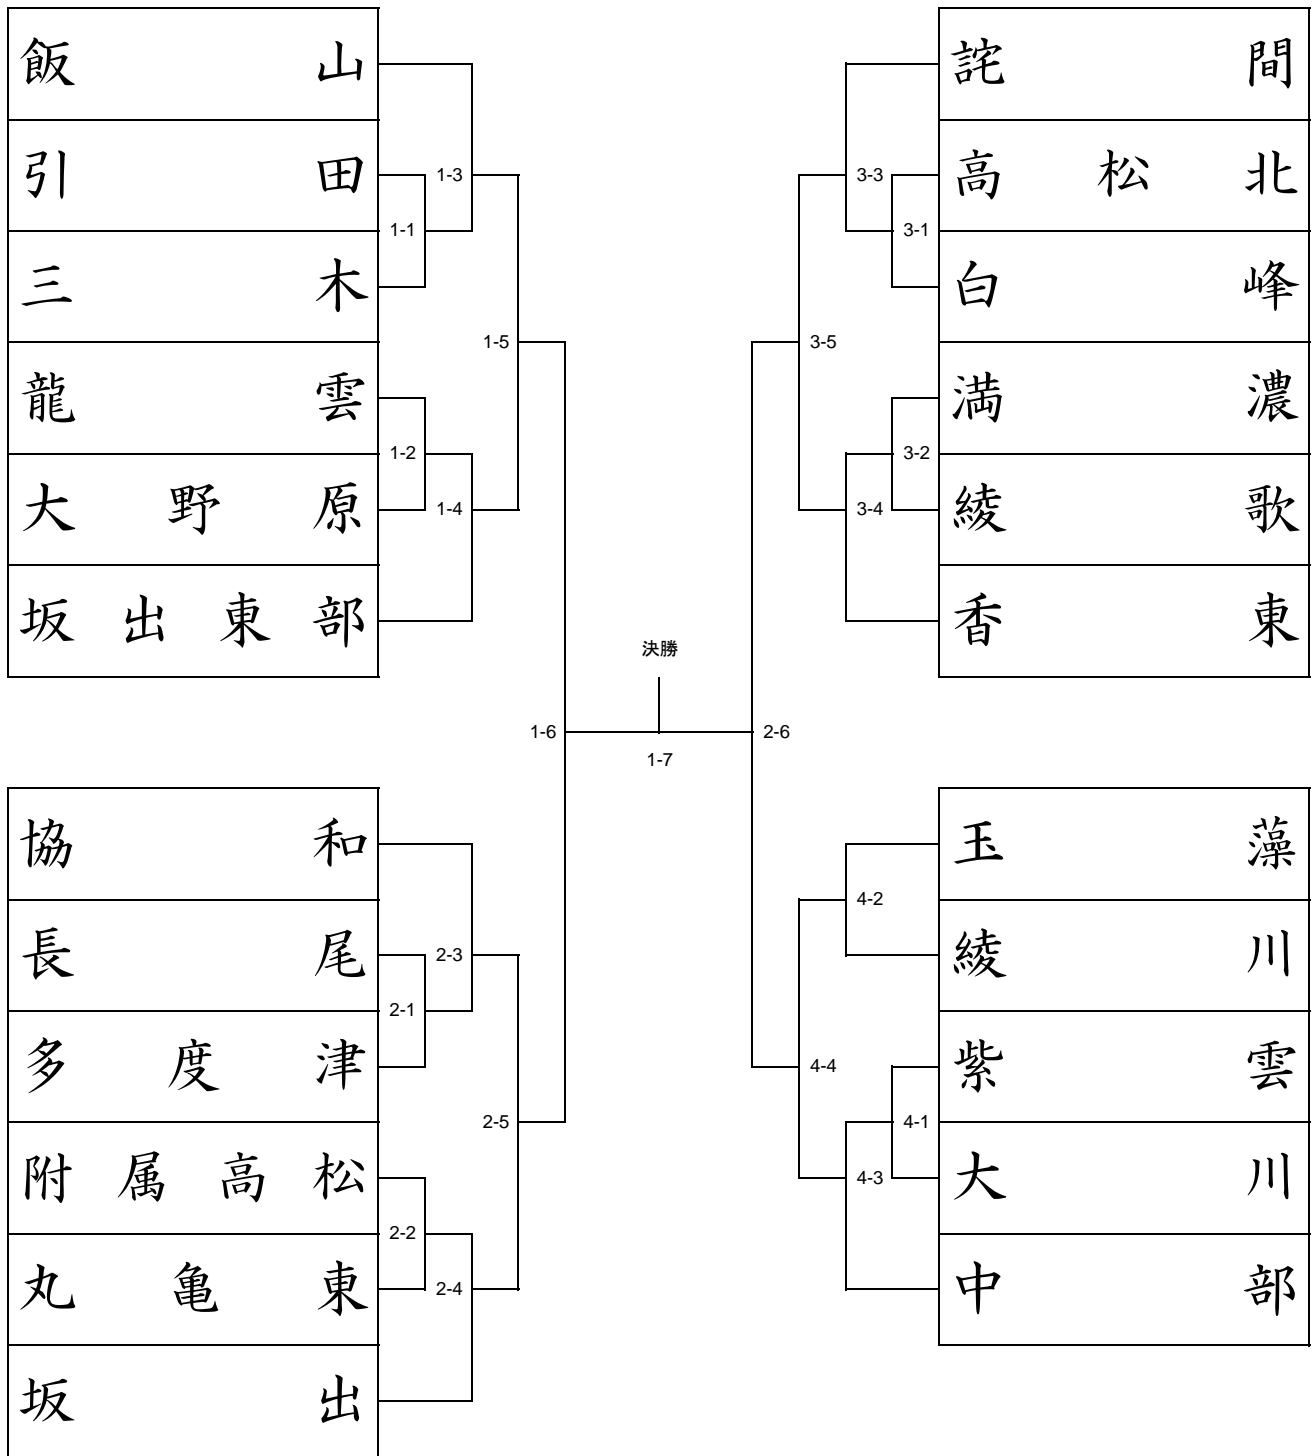 飯山
引田
三木
龍雲
大野原
坂出東部
1-1
1-2
1-3
1-4
1-5
協和
長尾
多度津
附属高松
丸亀東
坂出
2-1
2-2
2-3
2-4
2-5
1-6
決勝
1-7
2-6
詫間
高松北
白峰
満濃
綾歌
香東
3-3
3-1
3-5
3-2
3-4
玉藻
綾川
紫雲
大川
中部
4-2
4-4
4-1
4-3